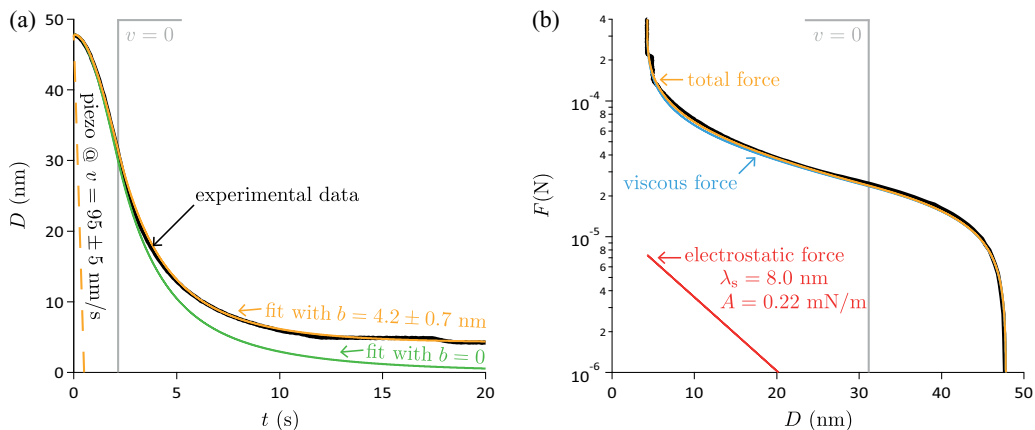 (a)
50
40
30
20
10
0
D (nm)
v = 0
piezo @ v = 95 ± 5 nm/s
experimental data
fit with b = 4.2 ± 0.7 nm
fit with b = 0
0
5
10
15
20
t (s)
(b)
4
2
10⁻⁴
8
6
4
2
10⁻⁵
8
6
4
2
10⁻⁶
F(N)
v = 0
total force
viscous force
electrostatic force
λs = 8.0 nm
A = 0.22 mN/m
0
10
20
30
40
50
D (nm)